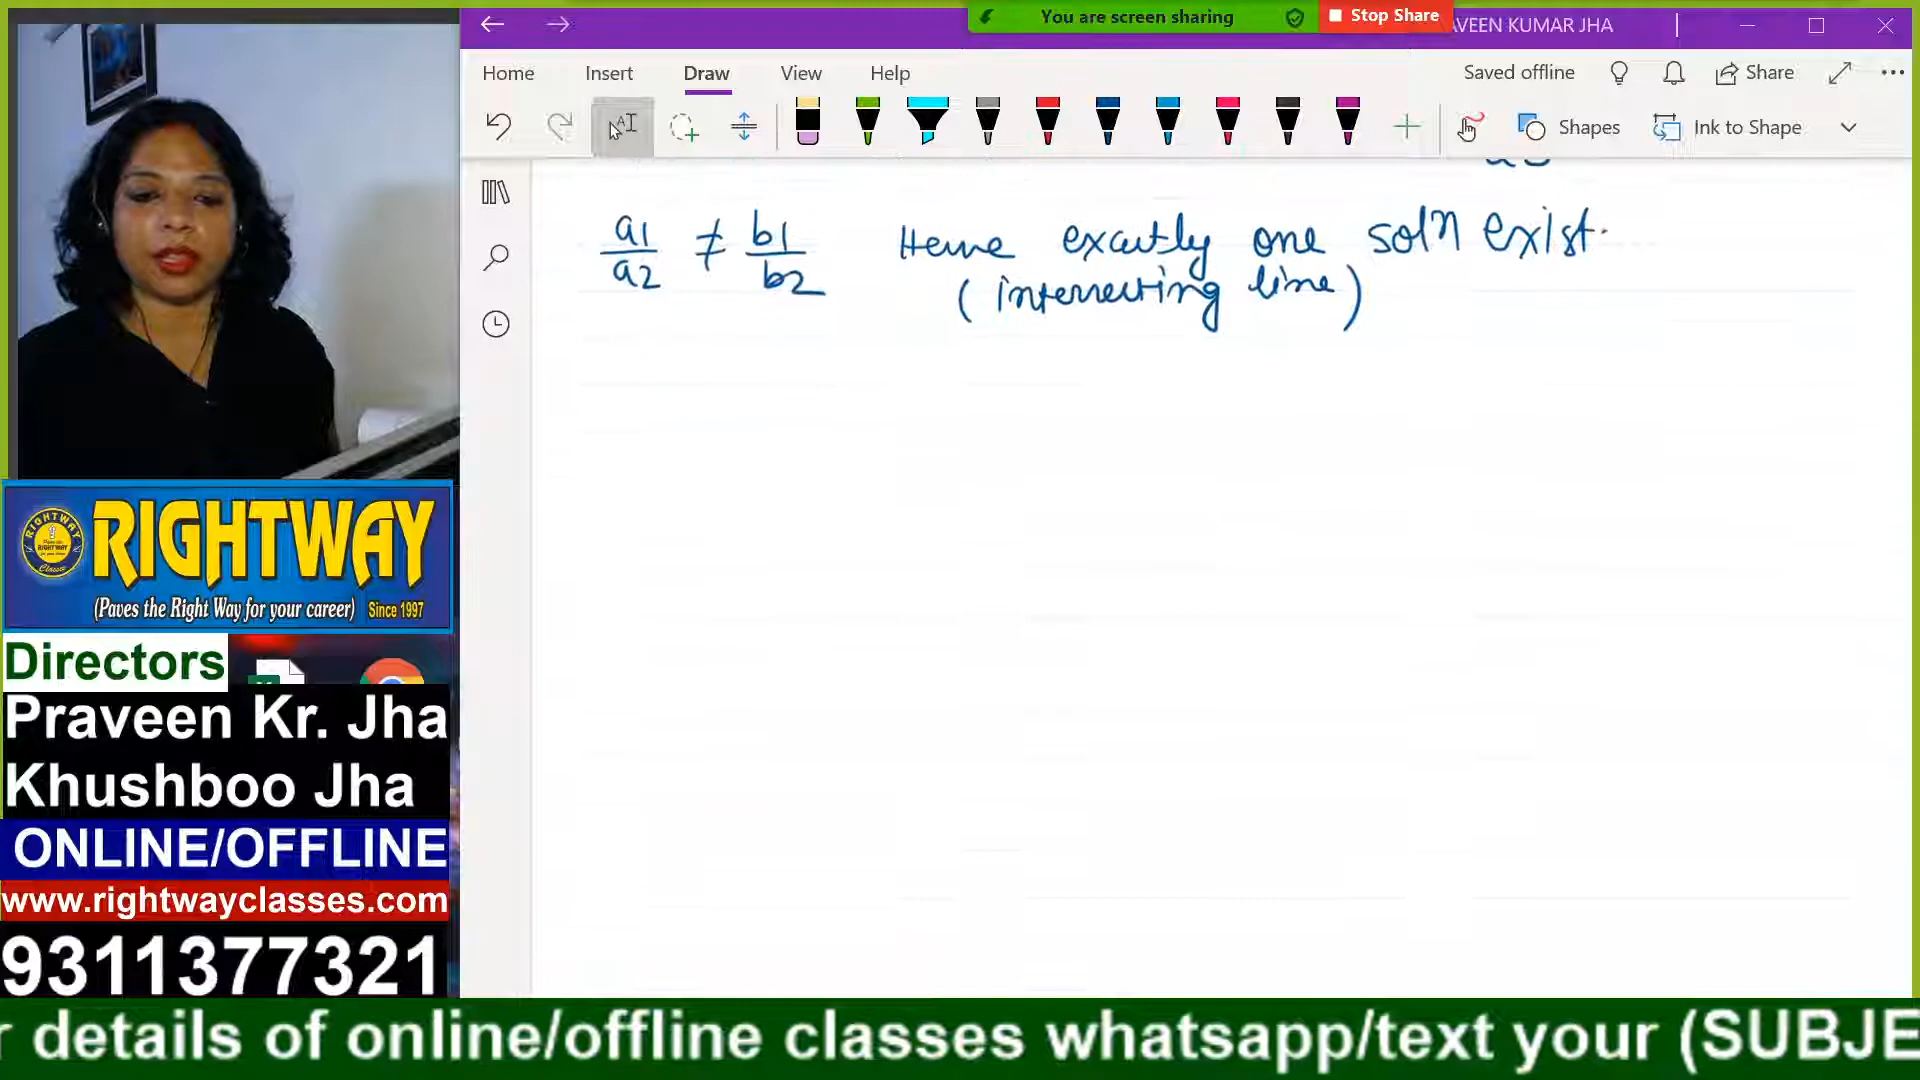 You are screen sharing
Stop Share
AVEEN KUMAR JHA
Home Insert Draw View Help
Saved offline
Share
Shapes
Ink to Shape
a1/a2 ≠ b1/b2 Hence exactly one solⁿ exist.
(intersecting line)
RIGHTWAY
RIGHTWAY
Classes
(Paves the Right Way for your career) Since 1997
Directors
Praveen Kr. Jha
Khushboo Jha
ONLINE/OFFLINE
www.rightwayclasses.com
9311377321
r details of online/offline classes whatsapp/text your (SUBJE